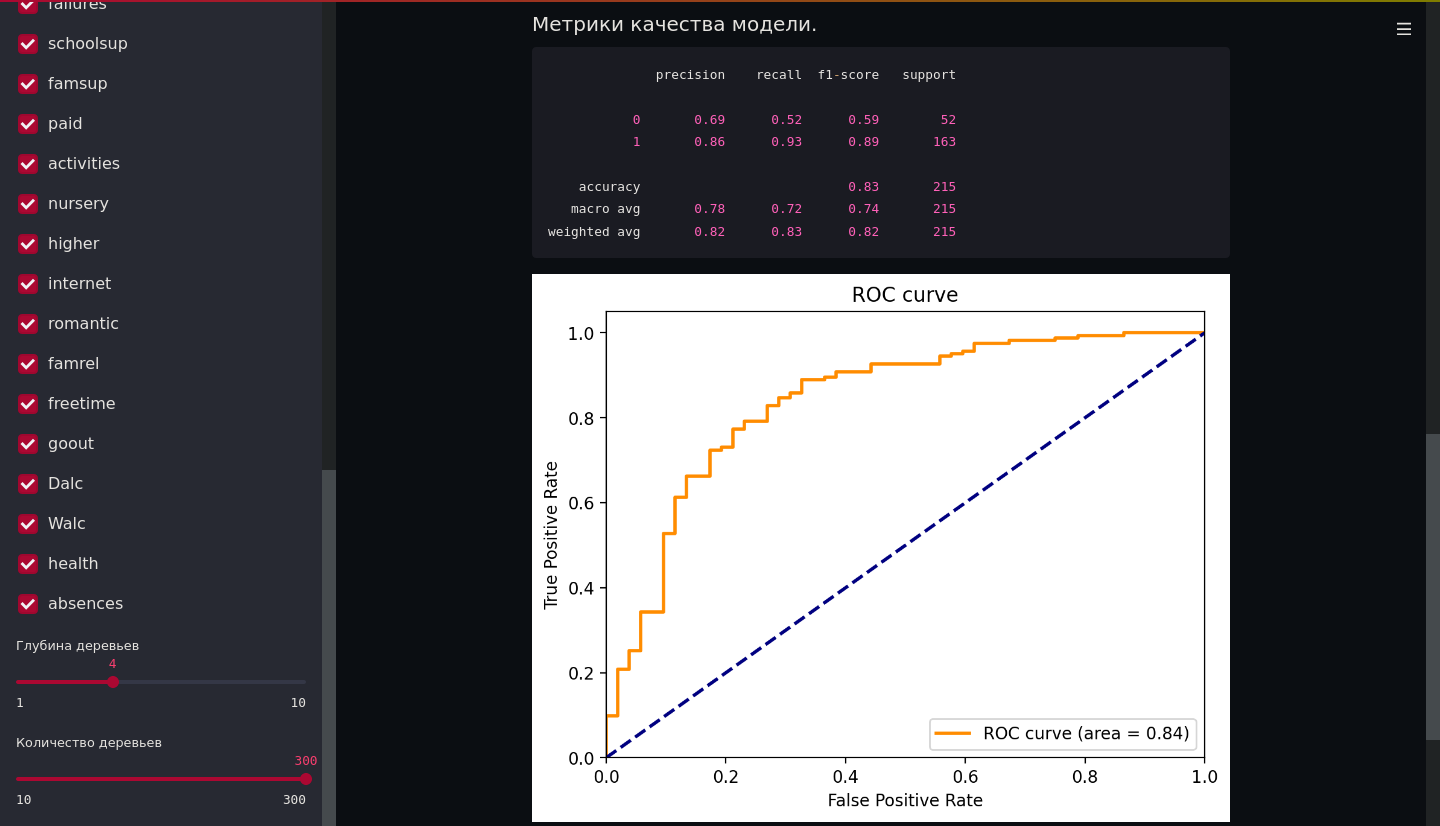 failures
schoolsup
famsup
paid
activities
nursery
higher
internet
romantic
famrel
freetime
goout
Dalc
Walc
health
absences
Глубина деревьев
4
1 10
Количество деревьев
300
10 300
Метрики качества модели.
precision recall f1-score support
0 0.69 0.52 0.59 52
1 0.86 0.93 0.89 163
accuracy 0.83 215
macro avg 0.78 0.72 0.74 215
weighted avg 0.82 0.83 0.82 215
ROC curve
1.0
0.8
0.6
0.4
0.2
0.0
True Positive Rate
ROC curve (area = 0.84)
0.0 0.2 0.4 0.6 0.8 1.0
False Positive Rate